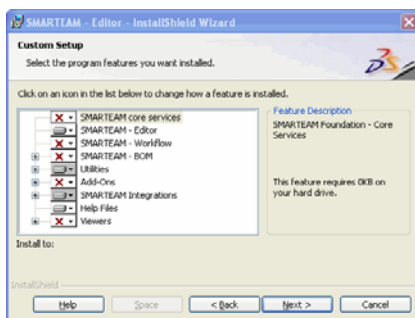 SMARTEAM - Editor - InstallShield Wizard
Custom Setup
Select the program features you want installed.
Click on an icon in the list below to change how a feature is installed.
SMARTEAM core services
SMARTEAM - Editor
SMARTEAM - Workflow
SMARTEAM - BOM
Utilities
Add-Ons
SMARTEAM Integrations
Help Files
Viewers
Feature Description
SMARTEAM Foundation - Core
Services
This feature requires 0KB on
your hard drive.
Install to:
InstallShield
Help Space < Back Next > Cancel